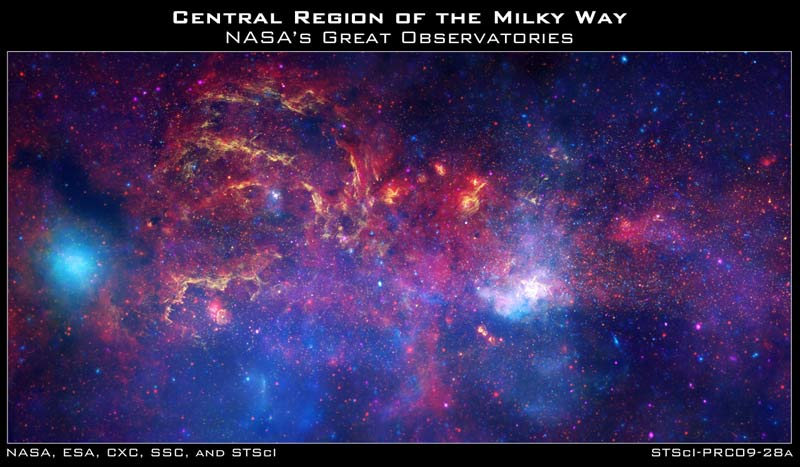 Central Region of the Milky Way
NASA's Great Observatories
NASA, ESA, CXC, SSC, and STScI
STScI-PRC09-28a